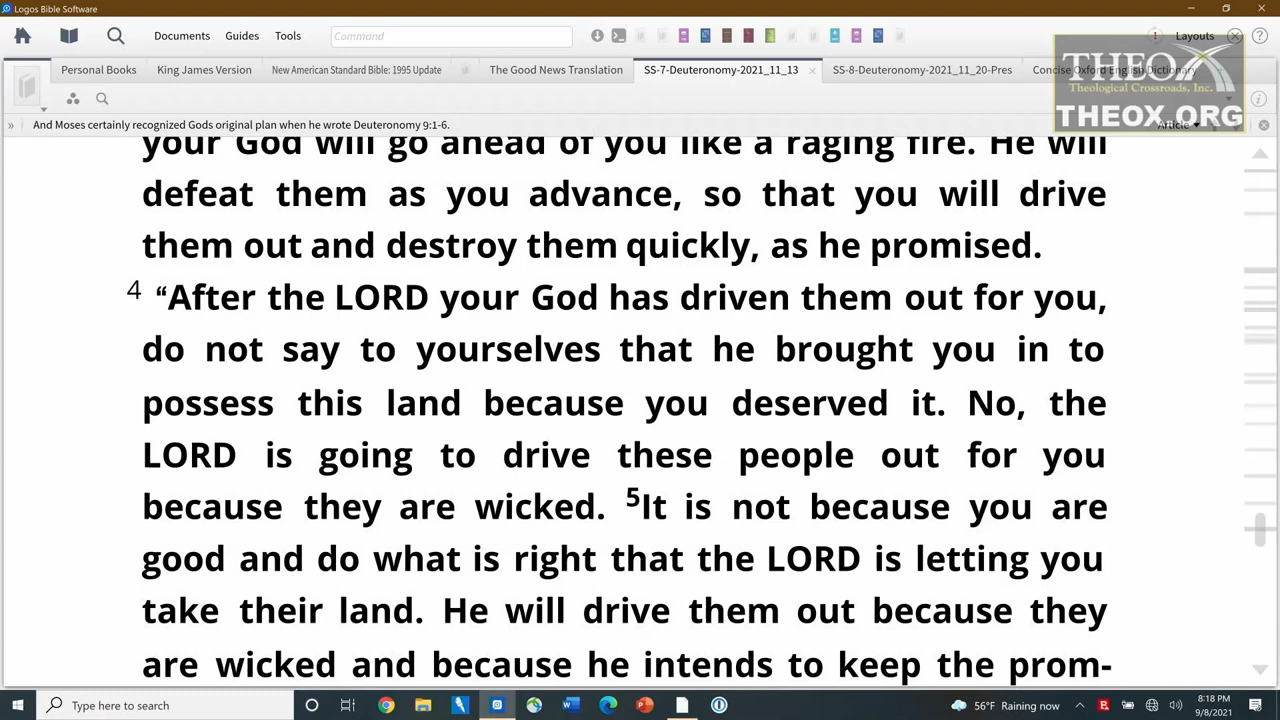 Logos Bible Software
Documents Guides Tools Command Layouts
Personal Books King James Version New American Standa The Good News Translation SS-7-Deuteronomy-2021_11_13 SS-8-Deuteronomy-2021_11_20-Pres Concise Oxford English Dictionary
THEOX
Theological Crossroads, Inc.
THEOX.ORG
And Moses certainly recognized Gods original plan when he wrote Deuteronomy 9:1-6. Article
your God will go ahead of you like a raging fire. He will
defeat them as you advance, so that you will drive
them out and destroy them quickly, as he promised.
4 “After the LORD your God has driven them out for you,
do not say to yourselves that he brought you in to
possess this land because you deserved it. No, the
LORD is going to drive these people out for you
because they are wicked. 5It is not because you are
good and do what is right that the LORD is letting you
take their land. He will drive them out because they
are wicked and because he intends to keep the prom-
Type here to search 56°F Raining now 8:18 PM
9/8/2021